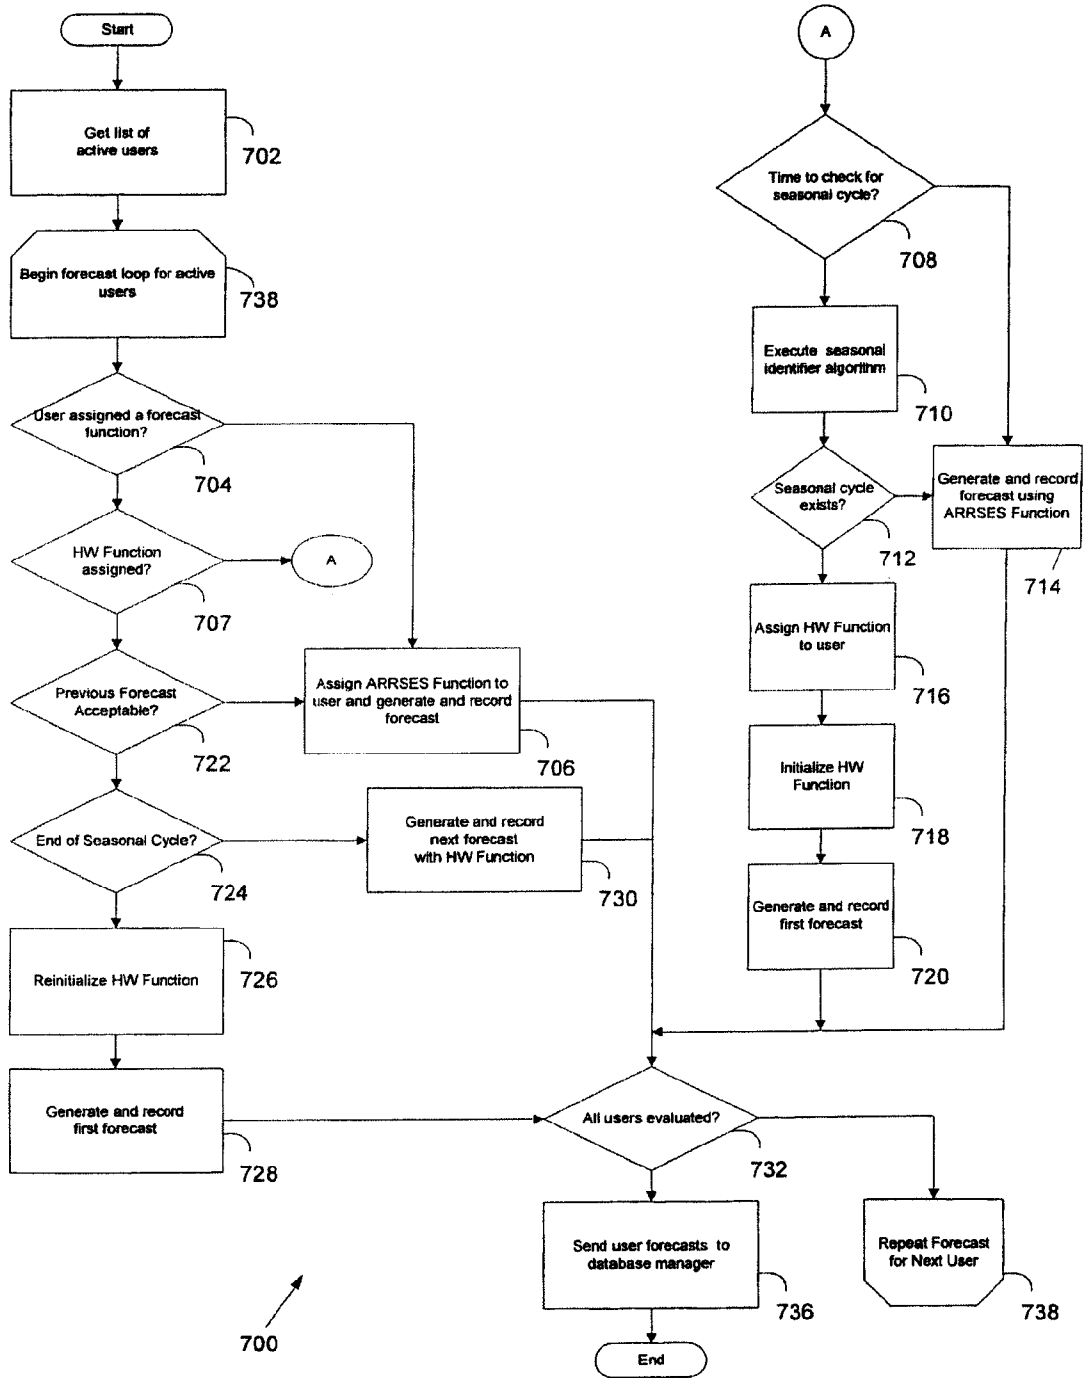 Start
Get list of
active users
702
Begin forecast loop for active
users
738
User assigned a forecast
function?
704
HW Function
assigned?
707
A
Previous Forecast
Acceptable?
722
Assign ARRSES Function to
user and generate and record
forecast
706
End of Seasonal Cycle?
724
Generate and record
next forecast
with HW Function
730
Reinitialize HW Function
726
Generate and record
first forecast
728
A
Time to check for
seasonal cycle?
708
Execute seasonal
identifier algorithm
710
Seasonal cycle
exists?
712
Generate and record
forecast using
ARRSES Function
714
Assign HW Function
to user
716
Initialize HW
Function
718
Generate and record
first forecast
720
All users evaluated?
732
Send user forecasts to
database manager
736
Repeat Forecast
for Next User
738
End
700